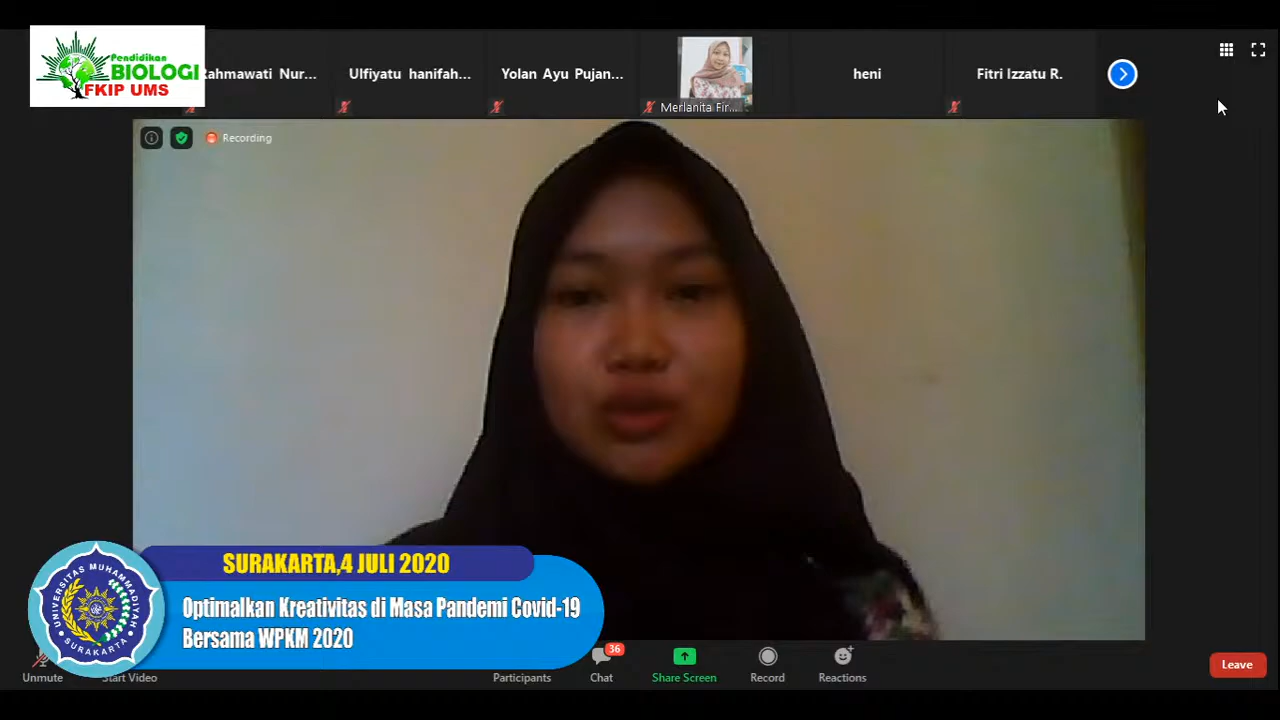 Pendidikan
BIOLOGI
FKIP UMS
Rahmawati Nur...
Ulfiyatu hanifah...
Yolan Ayu Pujan...
Merlanita Fir...
heni
Fitri Izzatu R.
Recording
SURAKARTA,4 JULI 2020
Optimalkan Kreativitas di Masa Pandemi Covid-19
Bersama WPKM 2020
UNIVERSITAS MUHAMMADIYAH
SURAKARTA
Unmute
Start Video
Participants
Chat
36
Share Screen
Record
Reactions
Leave